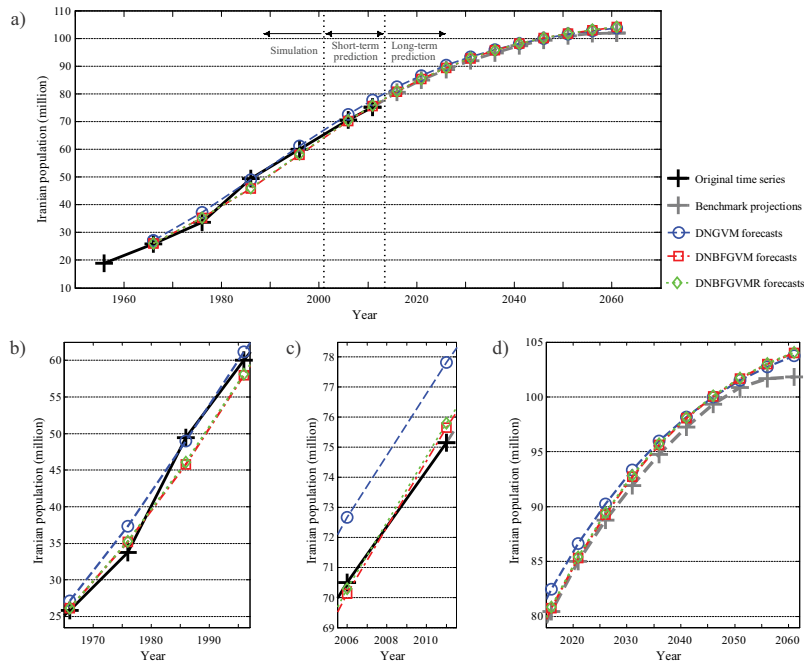 a)
110
100
90
80
70
60
50
40
30
20
10
Iranian population (million)
Simulation
Short-term
prediction
Long-term
prediction
1960 1980 2000 2020 2040 2060
Year
Original time series
Benchmark projections
DNGVM forecasts
DNBFGVM forecasts
DNBFGVMR forecasts
b)
60
55
50
45
40
35
30
25
Iranian population (million)
1970 1980 1990
Year
c)
78
77
76
75
74
73
72
71
70
69
Iranian population (million)
2006 2008 2010
Year
d)
105
100
95
90
85
80
Iranian population (million)
2020 2030 2040 2050 2060
Year